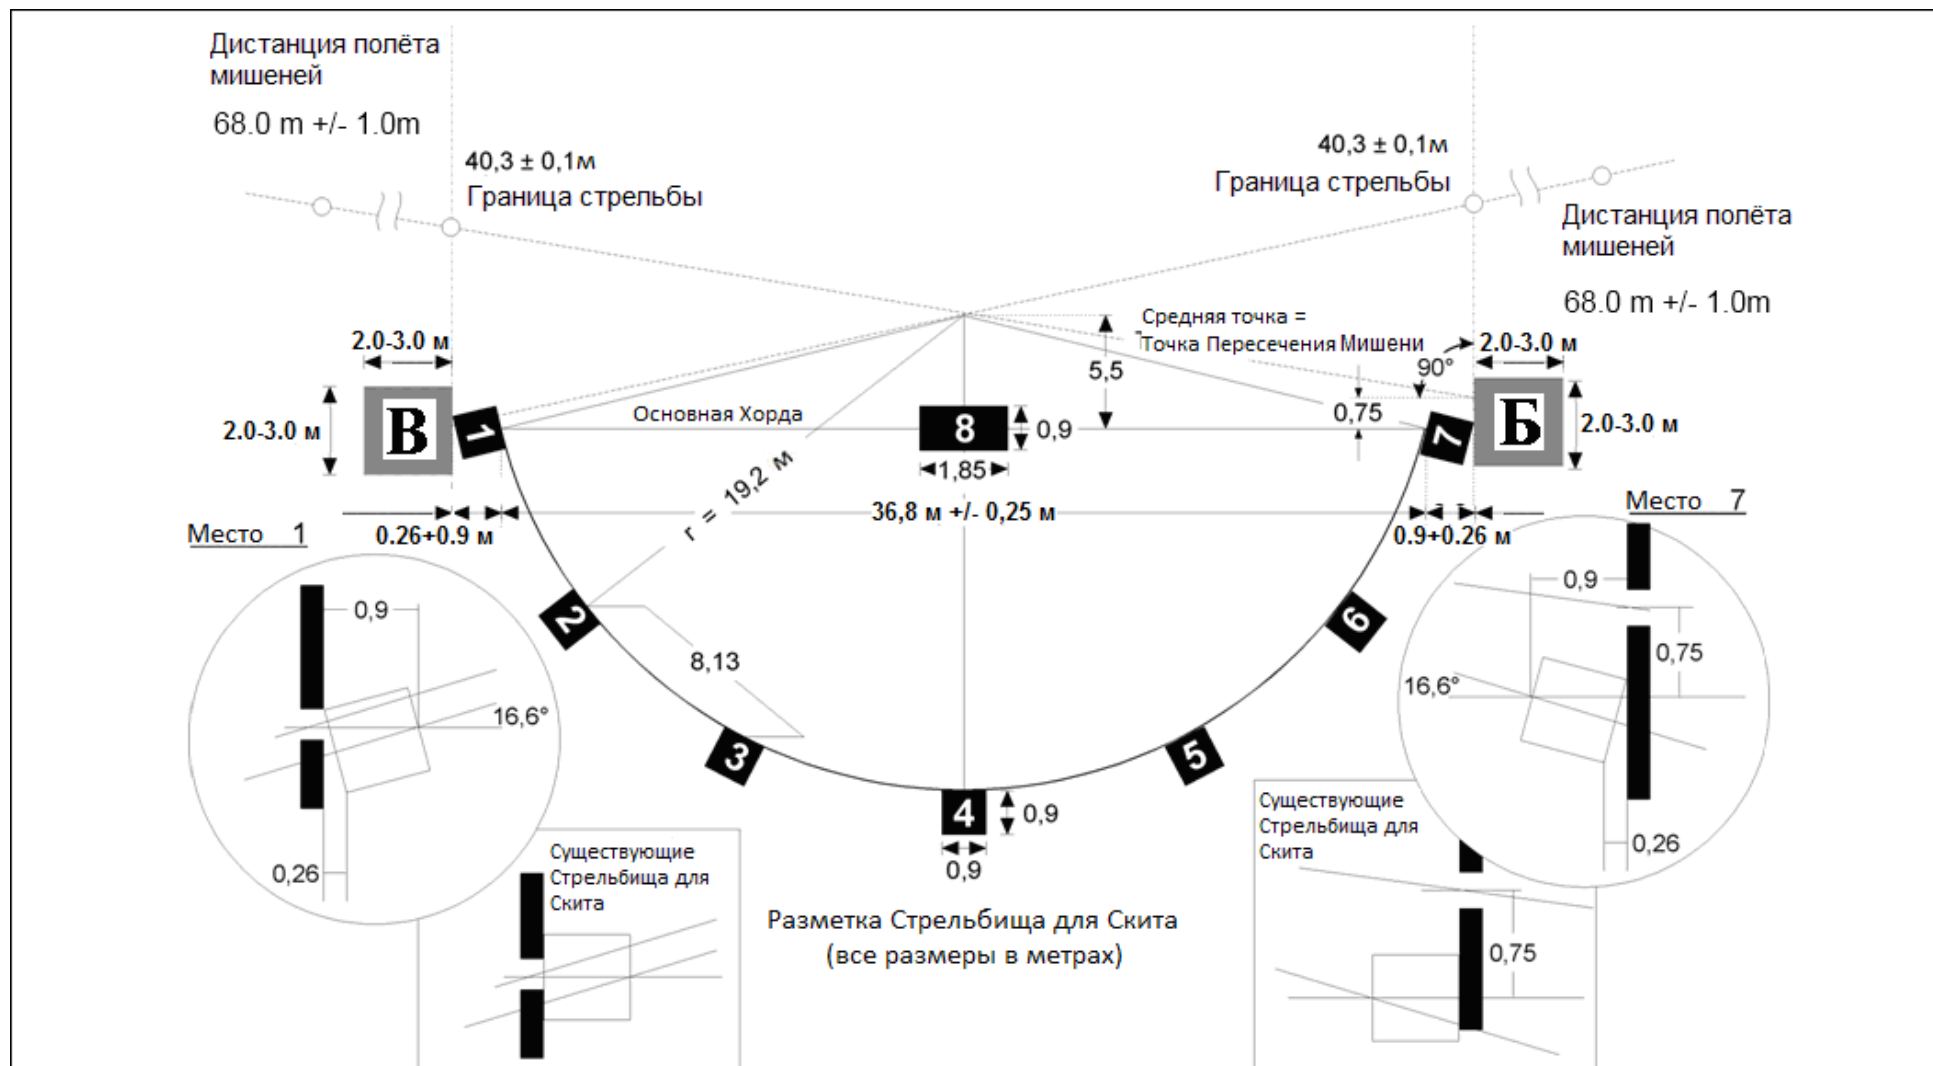 Дистанция полёта
мишеней
68.0 m +/- 1.0m
40,3 ± 0,1м
Граница стрельбы
40,3 ± 0,1м
Граница стрельбы
Дистанция полёта
мишеней
68.0 m +/- 1.0m
2.0-3.0 м
2.0-3.0 м
В
1
Основная Хорда
r = 19,2 м
8
0,9
1,85
5,5
Средняя точка =
Точка Пересечения Мишени
90°
0,75
7
2.0-3.0 м
Б
2.0-3.0 м
36,8 м +/- 0,25 м
0.26+0.9 м
0.9+0.26 м
Место 1
0,9
16,6°
0,26
Место 7
0,9
0,75
16,6°
0,26
2
8,13
3
4
0,9
0,9
5
6
Существующие
Стрельбища для
Скита
Существующие
Стрельбища для
Скита
0,75
Разметка Стрельбища для Скита
(все размеры в метрах)